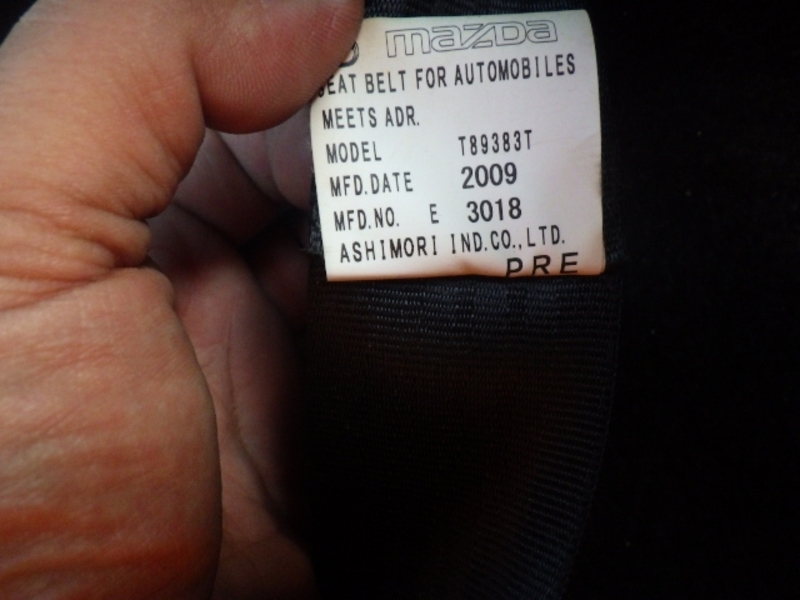 mazda
SEAT BELT FOR AUTOMOBILES
MEETS ADR.
MODEL T89383T
MFD.DATE 2009
MFD.NO. E 3018
ASHIMORI IND.CO.,LTD.
PRE